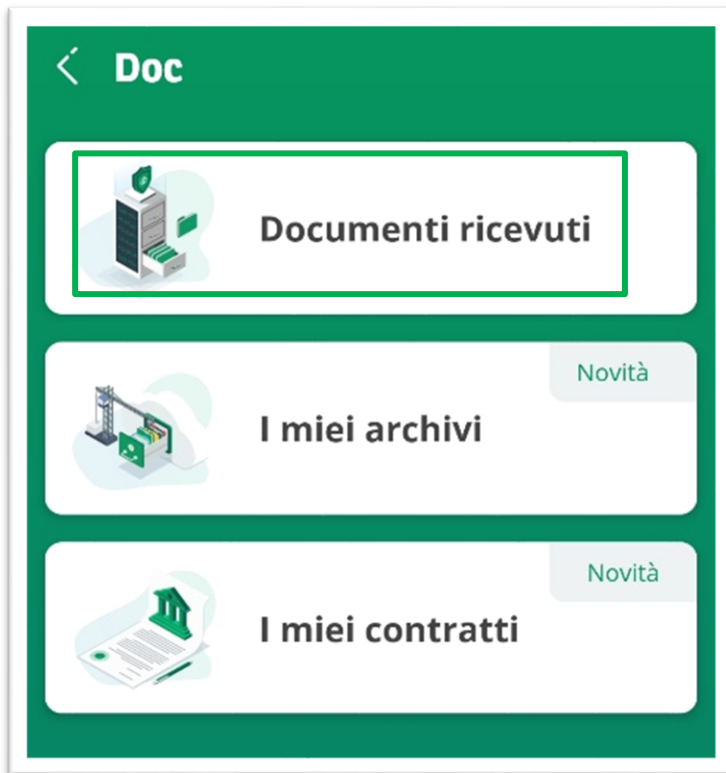 Doc
Documenti ricevuti
Novità
I miei archivi
Novità
I miei contratti